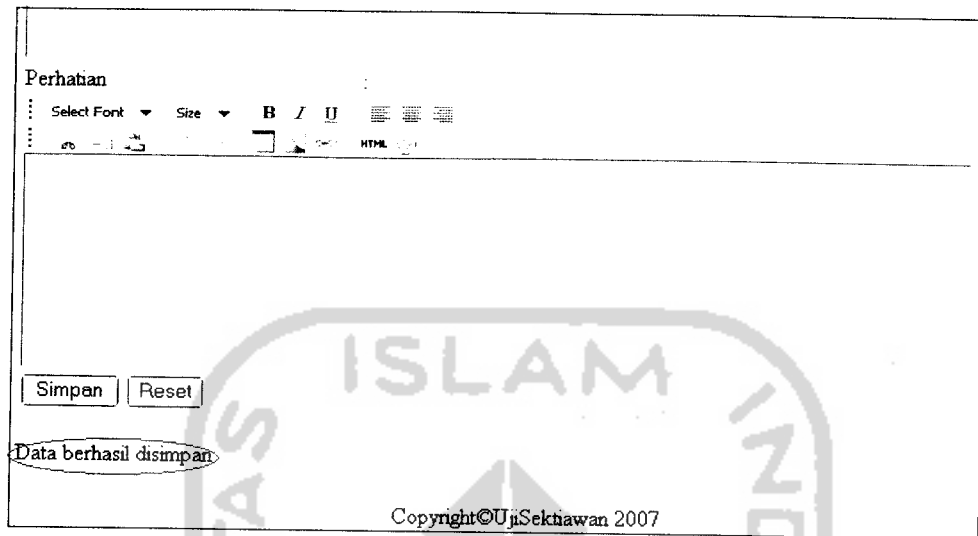 Perhatian
Select Font Size B I U
HTML
Simpan Reset
Data berhasil disimpan
Copyright©UjiSektiawan 2007
ISLAM